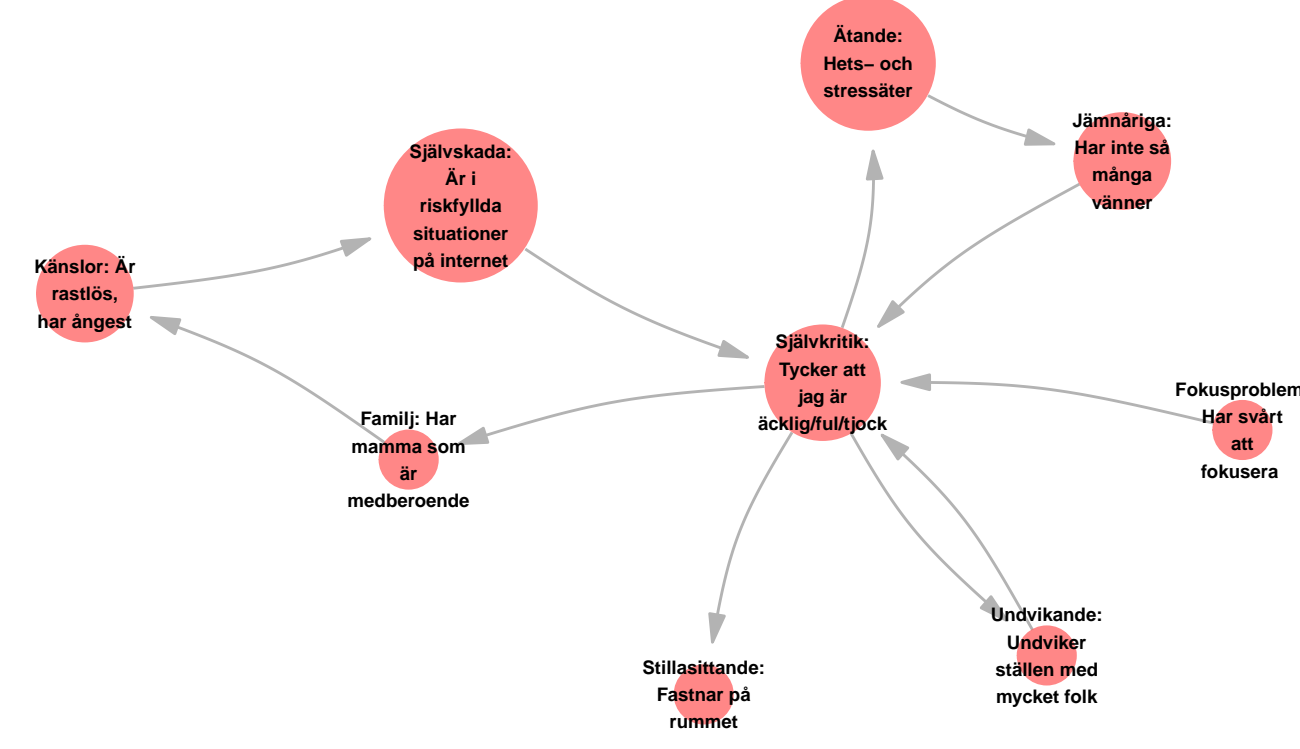 Ätande:
Hets– och
stressäter
Jämnåriga:
Har inte så
många
vänner
Självskada:
Är i
riskfyllda
situationer
på internet
Känslor: Är
rastlös,
har ångest
Självkritik:
Tycker att
jag är
äcklig/ful/tjock
Fokusproblem
Har svårt
att
fokusera
Familj: Har
mamma som
är
medberoende
Undvikande:
Undviker
ställen med
mycket folk
Stillasittande:
Fastnar på
rummet